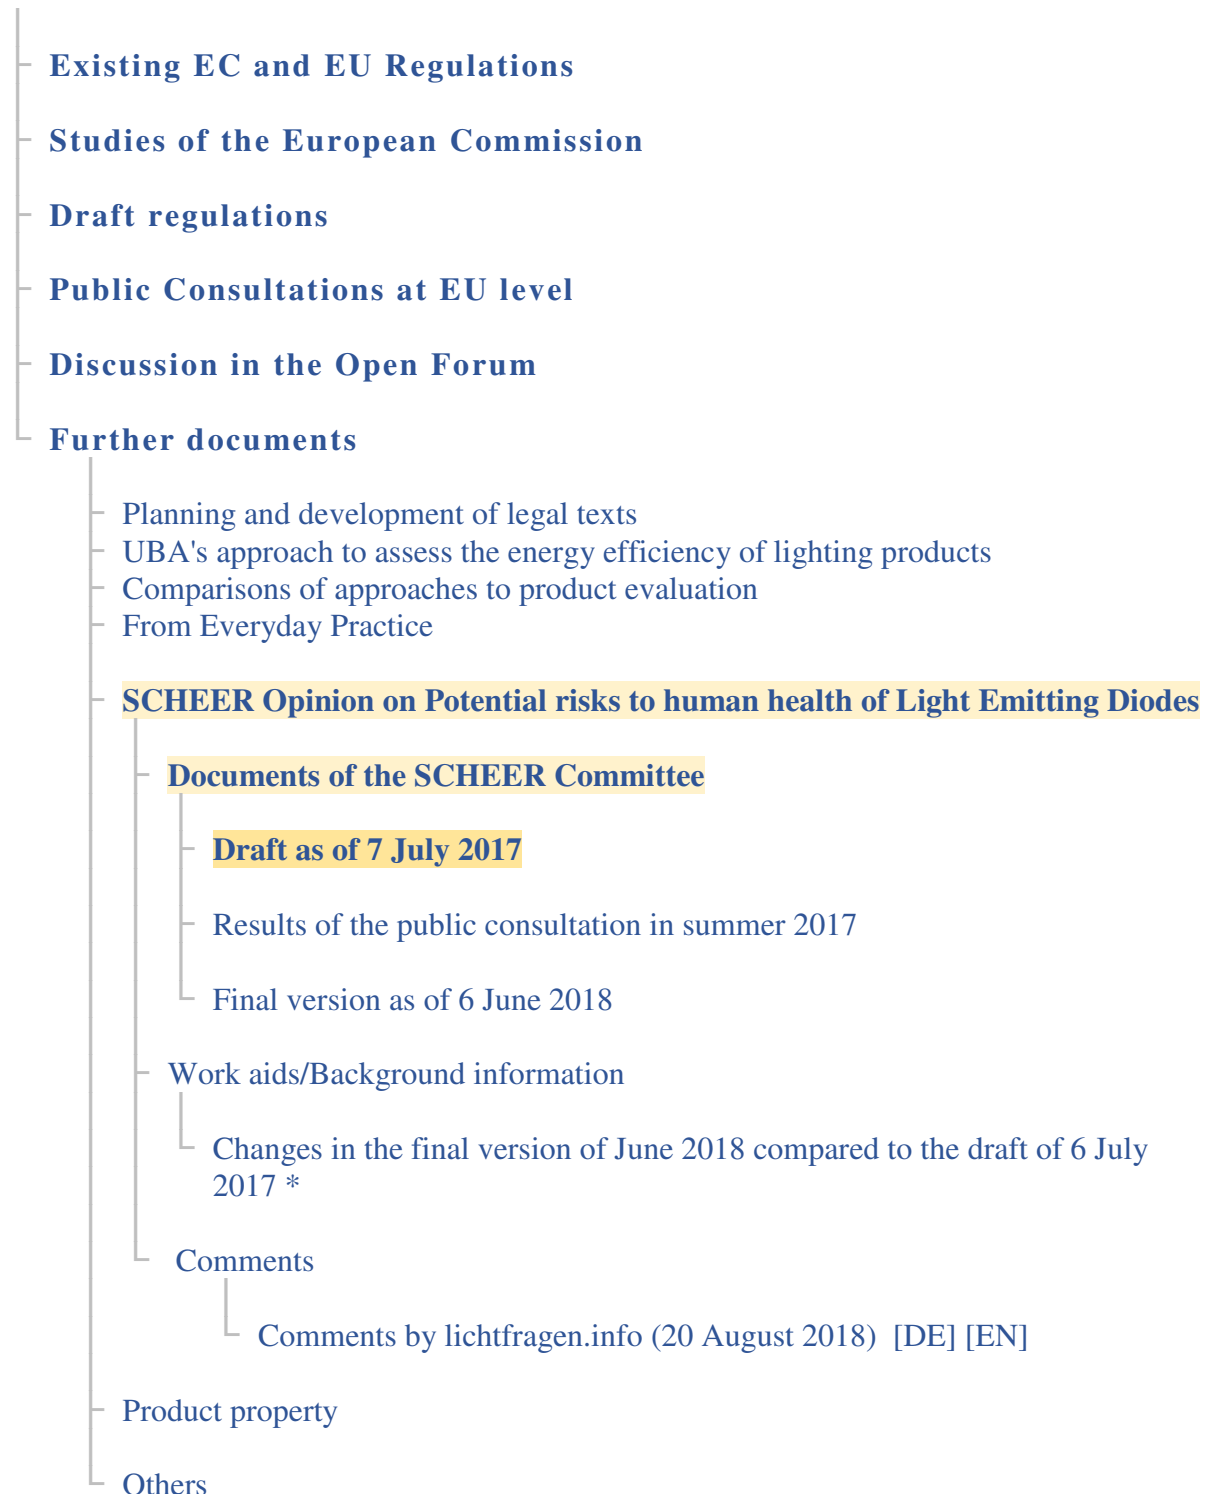 Existing EC and EU Regulations
Studies of the European Commission
Draft regulations
Public Consultations at EU level
Discussion in the Open Forum
Further documents
Planning and development of legal texts
UBA's approach to assess the energy efficiency of lighting products
Comparisons of approaches to product evaluation
From Everyday Practice
SCHEER Opinion on Potential risks to human health of Light Emitting Diodes
Documents of the SCHEER Committee
Draft as of 7 July 2017
Results of the public consultation in summer 2017
Final version as of 6 June 2018
Work aids/Background information
Changes in the final version of June 2018 compared to the draft of 6 July
2017 *
Comments
Comments by lichtfragen.info (20 August 2018) [DE] [EN]
Product property
Others